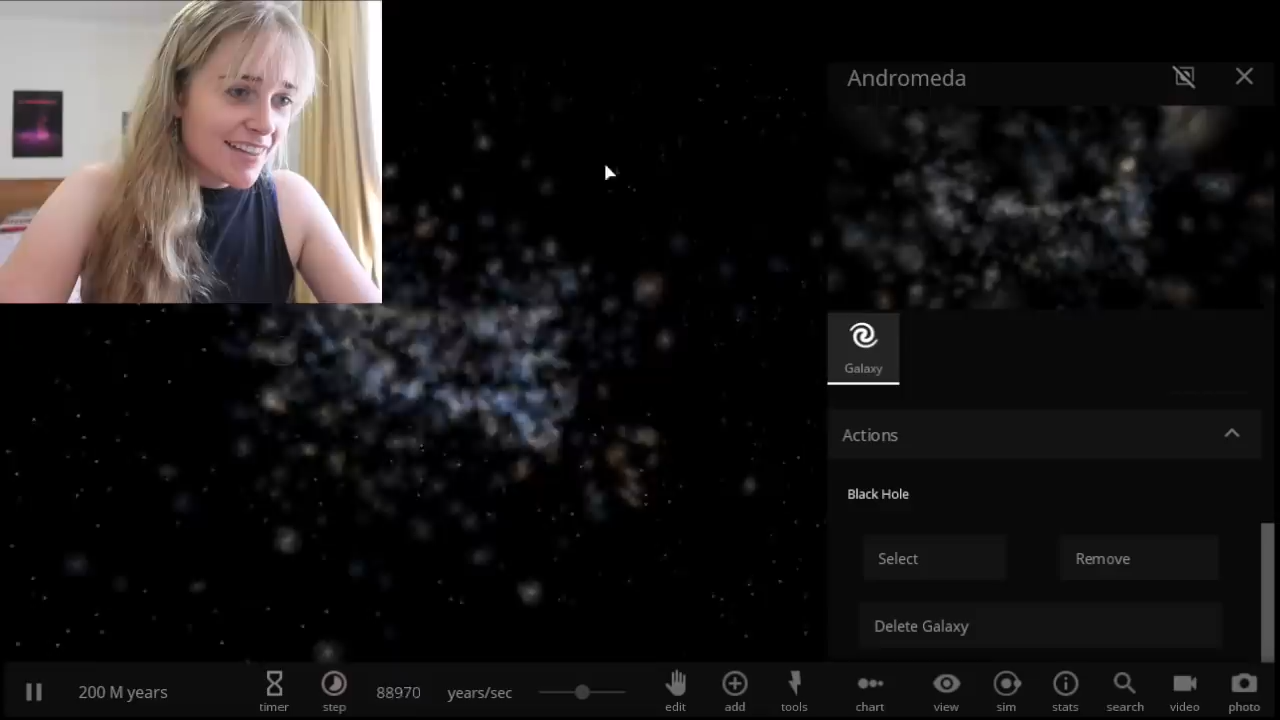 Andromeda
Galaxy
Actions
Black Hole
Select
Remove
Delete Galaxy
200 M years
timer
step
88970
years/sec
edit
add
tools
chart
view
sim
stats
search
video
photo